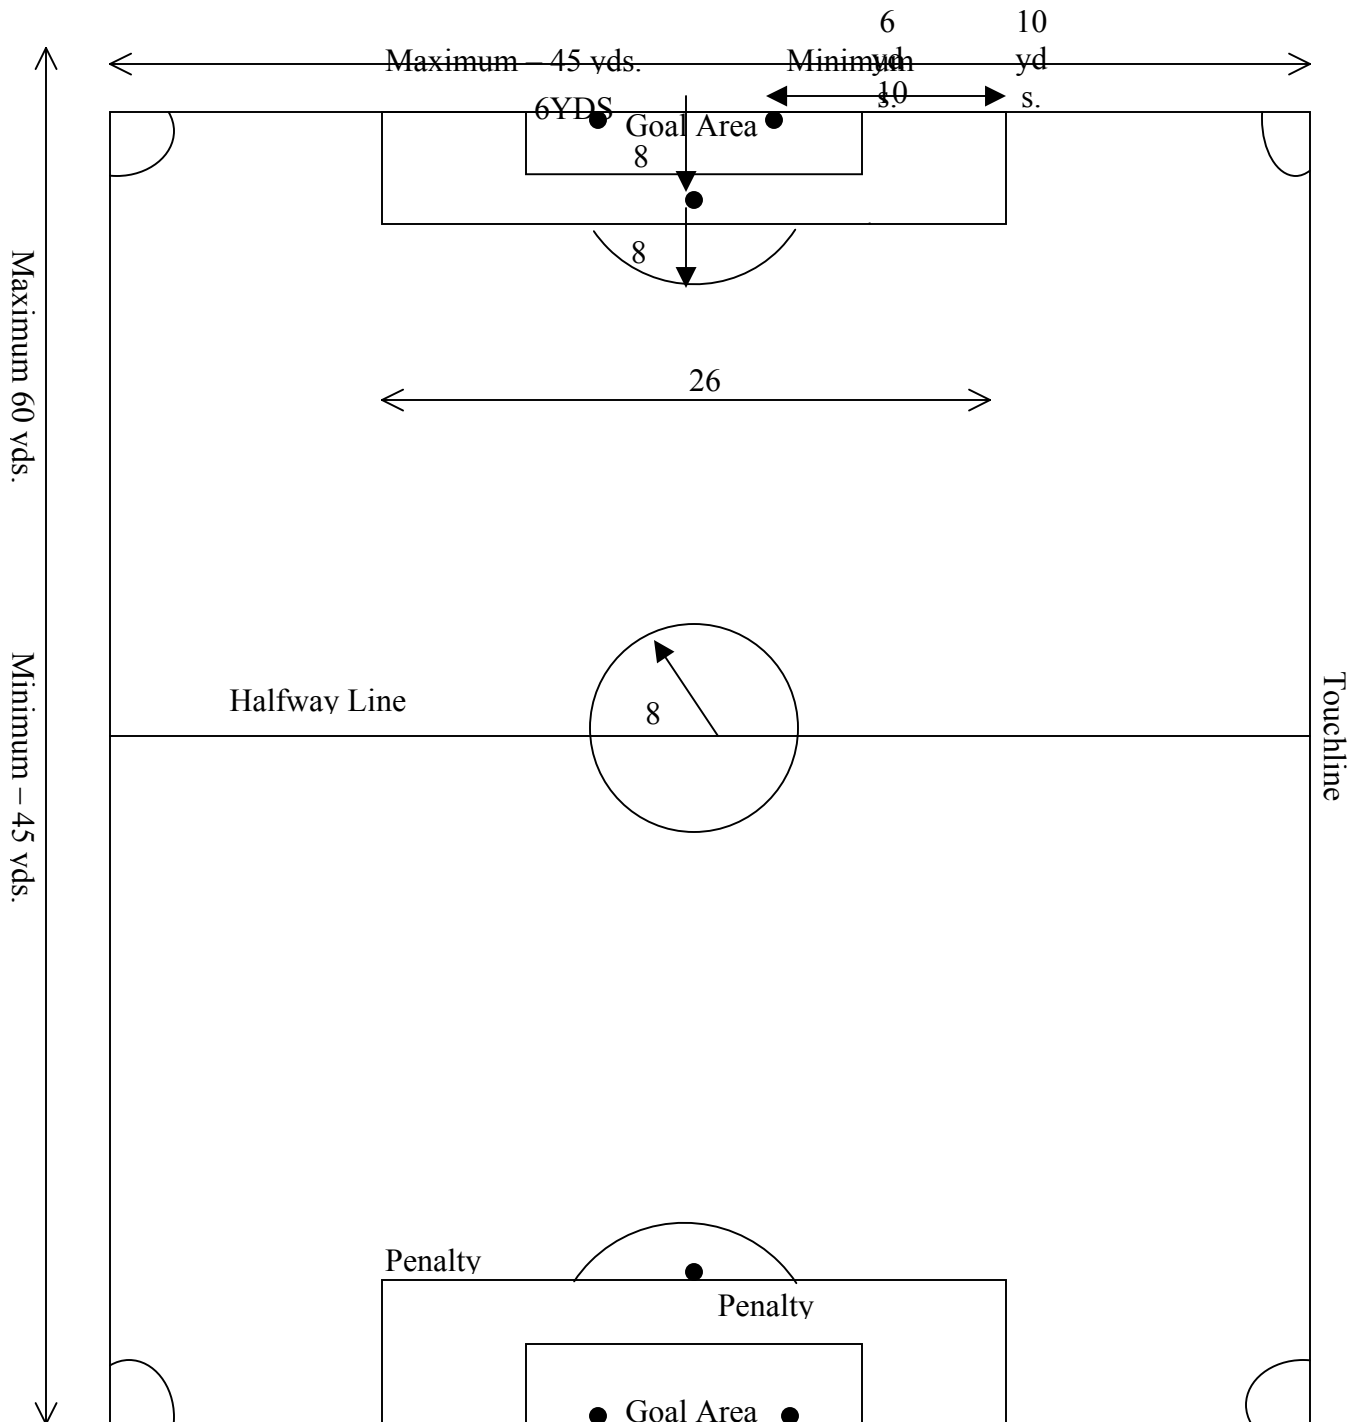 6
yd
s.
10
yd
s.
Maximum – 45 yds.
Minimum
10
6YDS
Goal Area
8
8
26
Maximum 60 yds.
Minimum – 45 yds.
Halfway Line
8
Touchline
Penalty
Penalty
Goal Area